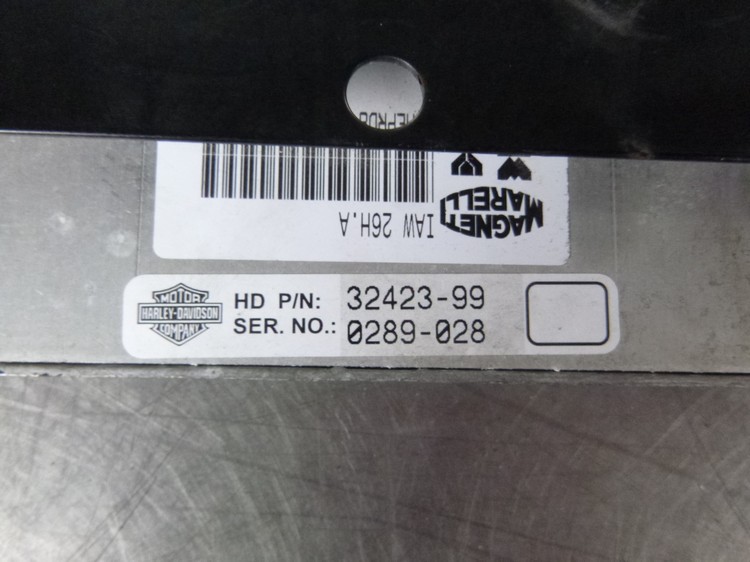 MAGNETI
MARELLI
IAW 26H.A
MOTOR
HARLEY-DAVIDSON
COMPANY
HD P/N: 32423-99
SER. NO.: 0289-028